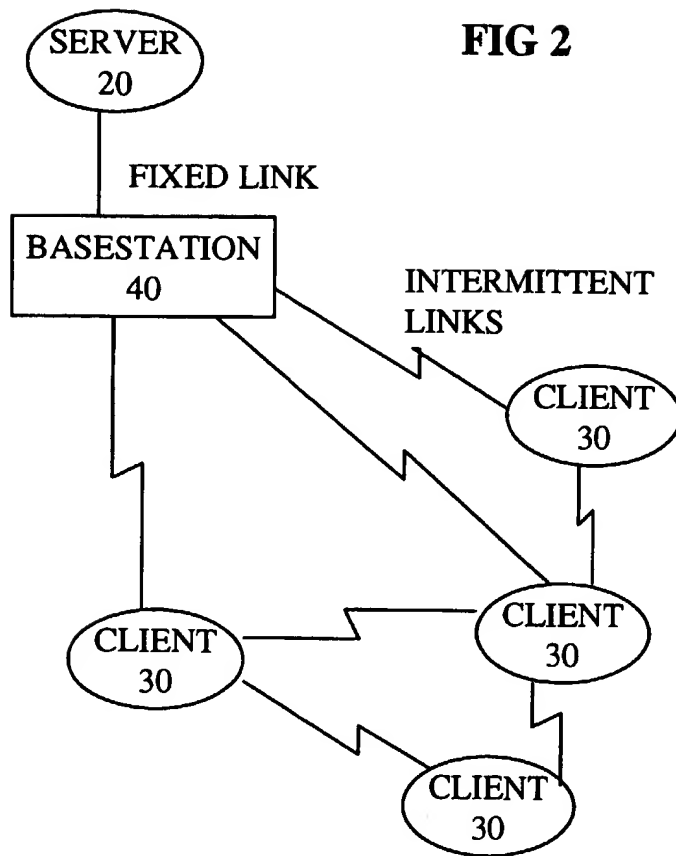 FIG 2
SERVER
20
FIXED LINK
BASESTATION
40
INTERMITTENT
LINKS
CLIENT
30
CLIENT
30
CLIENT
30
CLIENT
30